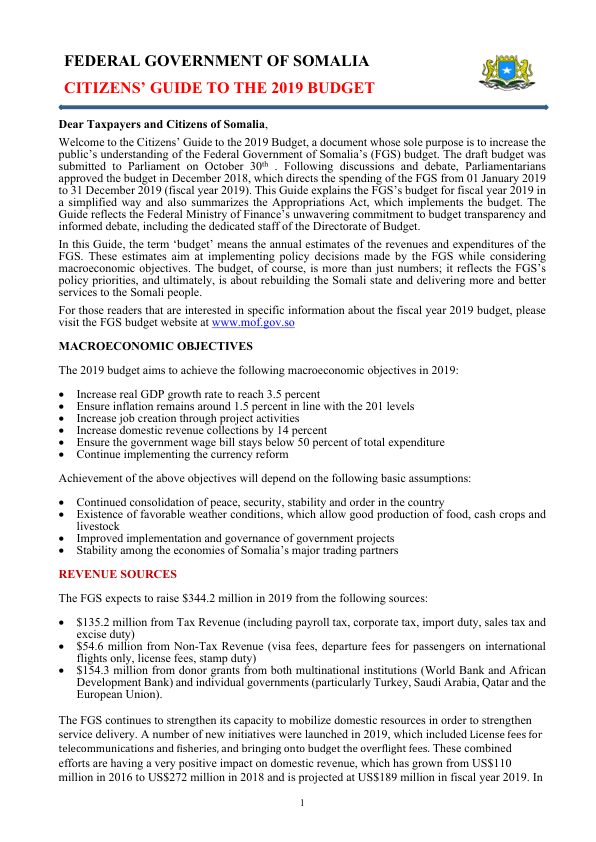 FEDERAL GOVERNMENT OF SOMALIA
CITIZENS’ GUIDE TO THE 2019 BUDGET
Dear Taxpayers and Citizens of Somalia,
Welcome to the Citizens’ Guide to the 2019 Budget, a document whose sole purpose is to increase the
public’s understanding of the Federal Government of Somalia’s (FGS) budget. The draft budget was
submitted to Parliament on October 30th . Following discussions and debate, Parliamentarians
approved the budget in December 2018, which directs the spending of the FGS from 01 January 2019
to 31 December 2019 (fiscal year 2019). This Guide explains the FGS’s budget for fiscal year 2019 in
a simplified way and also summarizes the Appropriations Act, which implements the budget. The
Guide reflects the Federal Ministry of Finance’s unwavering commitment to budget transparency and
informed debate, including the dedicated staff of the Directorate of Budget.
In this Guide, the term ‘budget’ means the annual estimates of the revenues and expenditures of the
FGS. These estimates aim at implementing policy decisions made by the FGS while considering
macroeconomic objectives. The budget, of course, is more than just numbers; it reflects the FGS’s
policy priorities, and ultimately, is about rebuilding the Somali state and delivering more and better
services to the Somali people.
For those readers that are interested in specific information about the fiscal year 2019 budget, please
visit the FGS budget website at www.mof.gov.so
MACROECONOMIC OBJECTIVES
The 2019 budget aims to achieve the following macroeconomic objectives in 2019:
• Increase real GDP growth rate to reach 3.5 percent
• Ensure inflation remains around 1.5 percent in line with the 201 levels
• Increase job creation through project activities
• Increase domestic revenue collections by 14 percent
• Ensure the government wage bill stays below 50 percent of total expenditure
• Continue implementing the currency reform
Achievement of the above objectives will depend on the following basic assumptions:
• Continued consolidation of peace, security, stability and order in the country
• Existence of favorable weather conditions, which allow good production of food, cash crops and
livestock
• Improved implementation and governance of government projects
• Stability among the economies of Somalia’s major trading partners
REVENUE SOURCES
The FGS expects to raise $344.2 million in 2019 from the following sources:
• $135.2 million from Tax Revenue (including payroll tax, corporate tax, import duty, sales tax and
excise duty)
• $54.6 million from Non-Tax Revenue (visa fees, departure fees for passengers on international
flights only, license fees, stamp duty)
• $154.3 million from donor grants from both multinational institutions (World Bank and African
Development Bank) and individual governments (particularly Turkey, Saudi Arabia, Qatar and the
European Union).
The FGS continues to strengthen its capacity to mobilize domestic resources in order to strengthen
service delivery. A number of new initiatives were launched in 2019, which included License fees for
telecommunications and fisheries, and bringing onto budget the overflight fees. These combined
efforts are having a very positive impact on domestic revenue, which has grown from US$110
million in 2016 to US$272 million in 2018 and is projected at US$189 million in fiscal year 2019. In
1